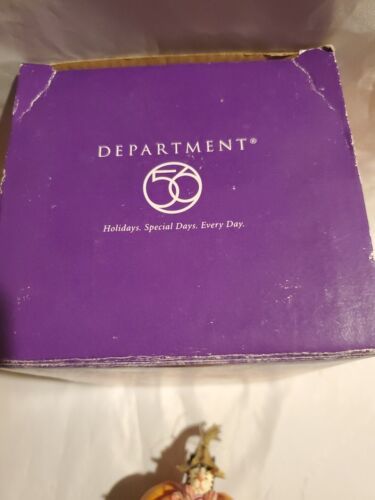 DEPARTMENT®
56
Holidays. Special Days. Every Day.